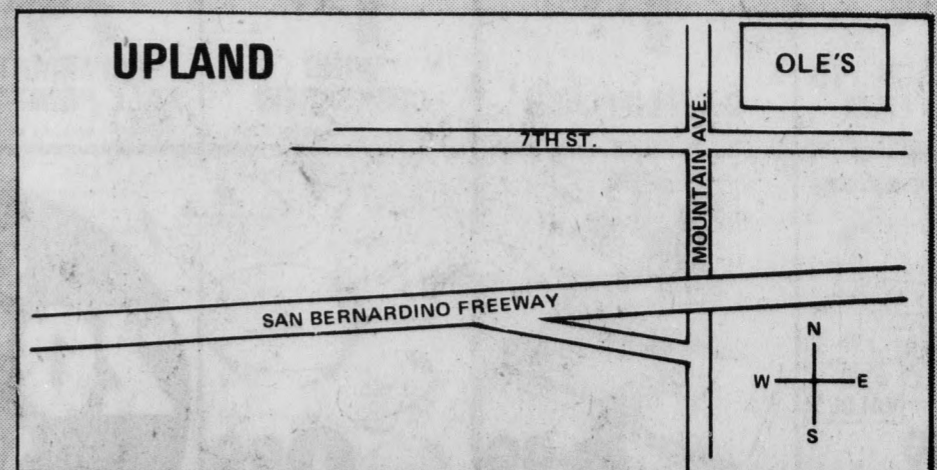 UPLAND
OLE'S
7TH ST.
MOUNTAIN AVE.
SAN BERNARDINO FREEWAY
N
W E
S